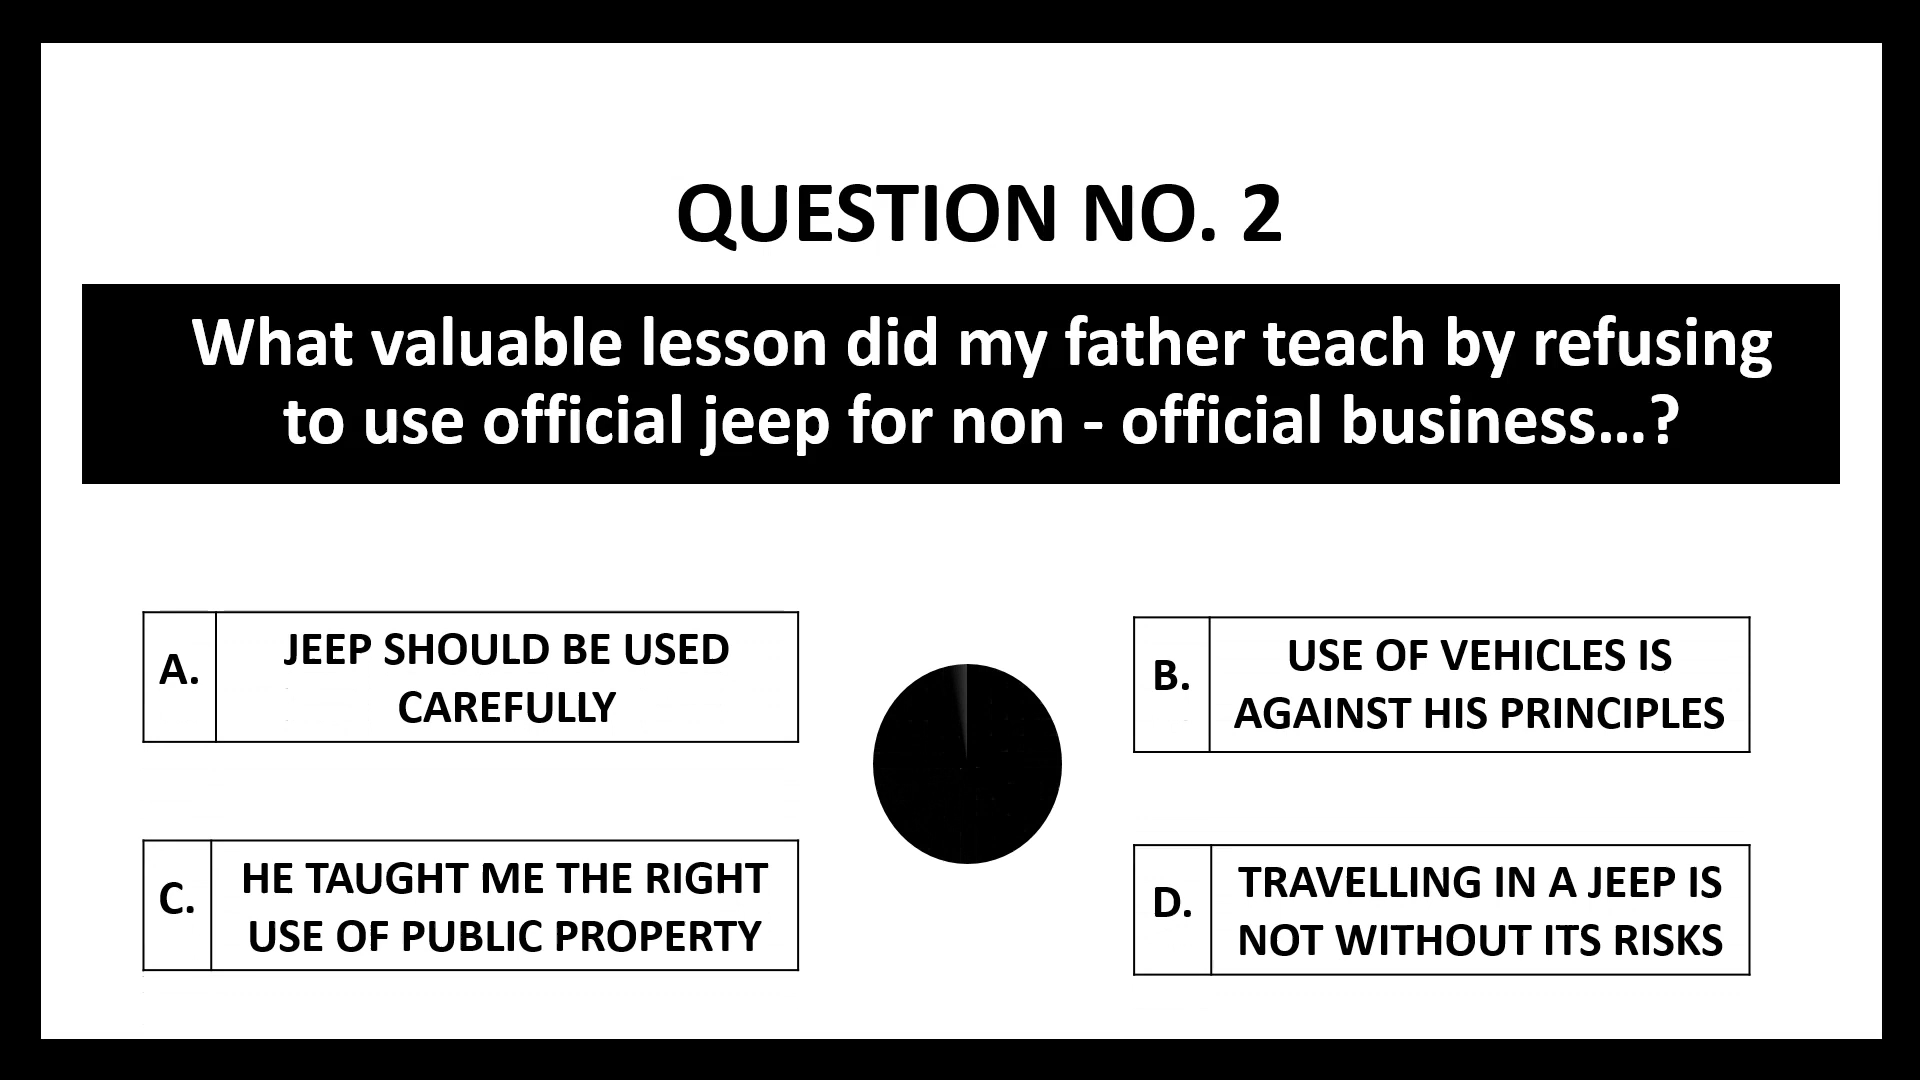 QUESTION NO. 2
What valuable lesson did my father teach by refusing
to use official jeep for non - official business...?
A.
JEEP SHOULD BE USED
CAREFULLY
B.
USE OF VEHICLES IS
AGAINST HIS PRINCIPLES
C.
HE TAUGHT ME THE RIGHT
USE OF PUBLIC PROPERTY
D.
TRAVELLING IN A JEEP IS
NOT WITHOUT ITS RISKS